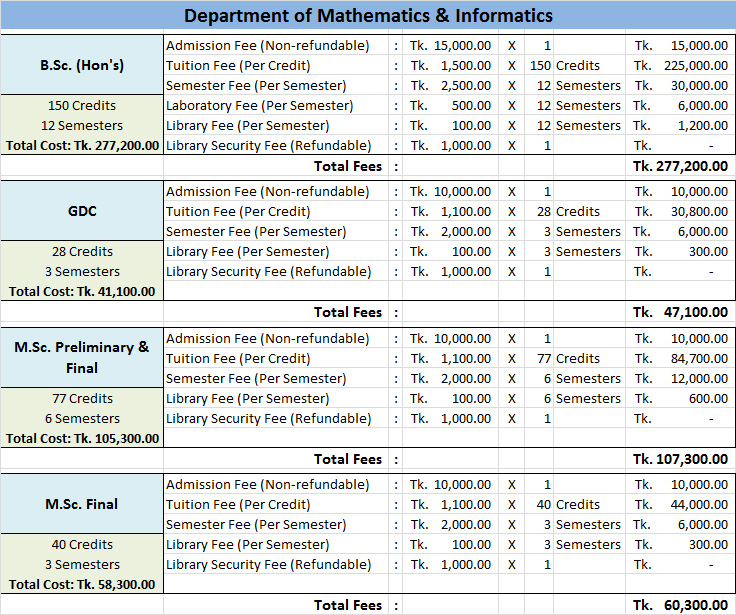 Department of Mathematics & Informatics
B.Sc. (Hon's)
150 Credits
12 Semesters
Total Cost: Tk. 277,200.00
Admission Fee (Non-refundable) : Tk. 15,000.00 X 1 Tk. 15,000.00
Tuition Fee (Per Credit) : Tk. 1,500.00 X 150 Credits Tk. 225,000.00
Semester Fee (Per Semester) : Tk. 2,500.00 X 12 Semesters Tk. 30,000.00
Laboratory Fee (Per Semester) : Tk. 500.00 X 12 Semesters Tk. 6,000.00
Library Fee (Per Semester) : Tk. 100.00 X 12 Semesters Tk. 1,200.00
Library Security Fee (Refundable) : Tk. 1,000.00 X 1 Tk. -
Total Fees : Tk. 277,200.00
GDC
28 Credits
3 Semesters
Total Cost: Tk. 41,100.00
Admission Fee (Non-refundable) : Tk. 10,000.00 X 1 Tk. 10,000.00
Tuition Fee (Per Credit) : Tk. 1,100.00 X 28 Credits Tk. 30,800.00
Semester Fee (Per Semester) : Tk. 2,000.00 X 3 Semesters Tk. 6,000.00
Library Fee (Per Semester) : Tk. 100.00 X 3 Semesters Tk. 300.00
Library Security Fee (Refundable) : Tk. 1,000.00 X 1 Tk. -
Total Fees : Tk. 47,100.00
M.Sc. Preliminary &
Final
77 Credits
6 Semesters
Total Cost: Tk. 105,300.00
Admission Fee (Non-refundable) : Tk. 10,000.00 X 1 Tk. 10,000.00
Tuition Fee (Per Credit) : Tk. 1,100.00 X 77 Credits Tk. 84,700.00
Semester Fee (Per Semester) : Tk. 2,000.00 X 6 Semesters Tk. 12,000.00
Library Fee (Per Semester) : Tk. 100.00 X 6 Semesters Tk. 600.00
Library Security Fee (Refundable) : Tk. 1,000.00 X 1 Tk. -
Total Fees : Tk. 107,300.00
M.Sc. Final
40 Credits
3 Semesters
Total Cost: Tk. 58,300.00
Admission Fee (Non-refundable) : Tk. 10,000.00 X 1 Tk. 10,000.00
Tuition Fee (Per Credit) : Tk. 1,100.00 X 40 Credits Tk. 44,000.00
Semester Fee (Per Semester) : Tk. 2,000.00 X 3 Semesters Tk. 6,000.00
Library Fee (Per Semester) : Tk. 100.00 X 3 Semesters Tk. 300.00
Library Security Fee (Refundable) : Tk. 1,000.00 X 1 Tk. -
Total Fees : Tk. 60,300.00